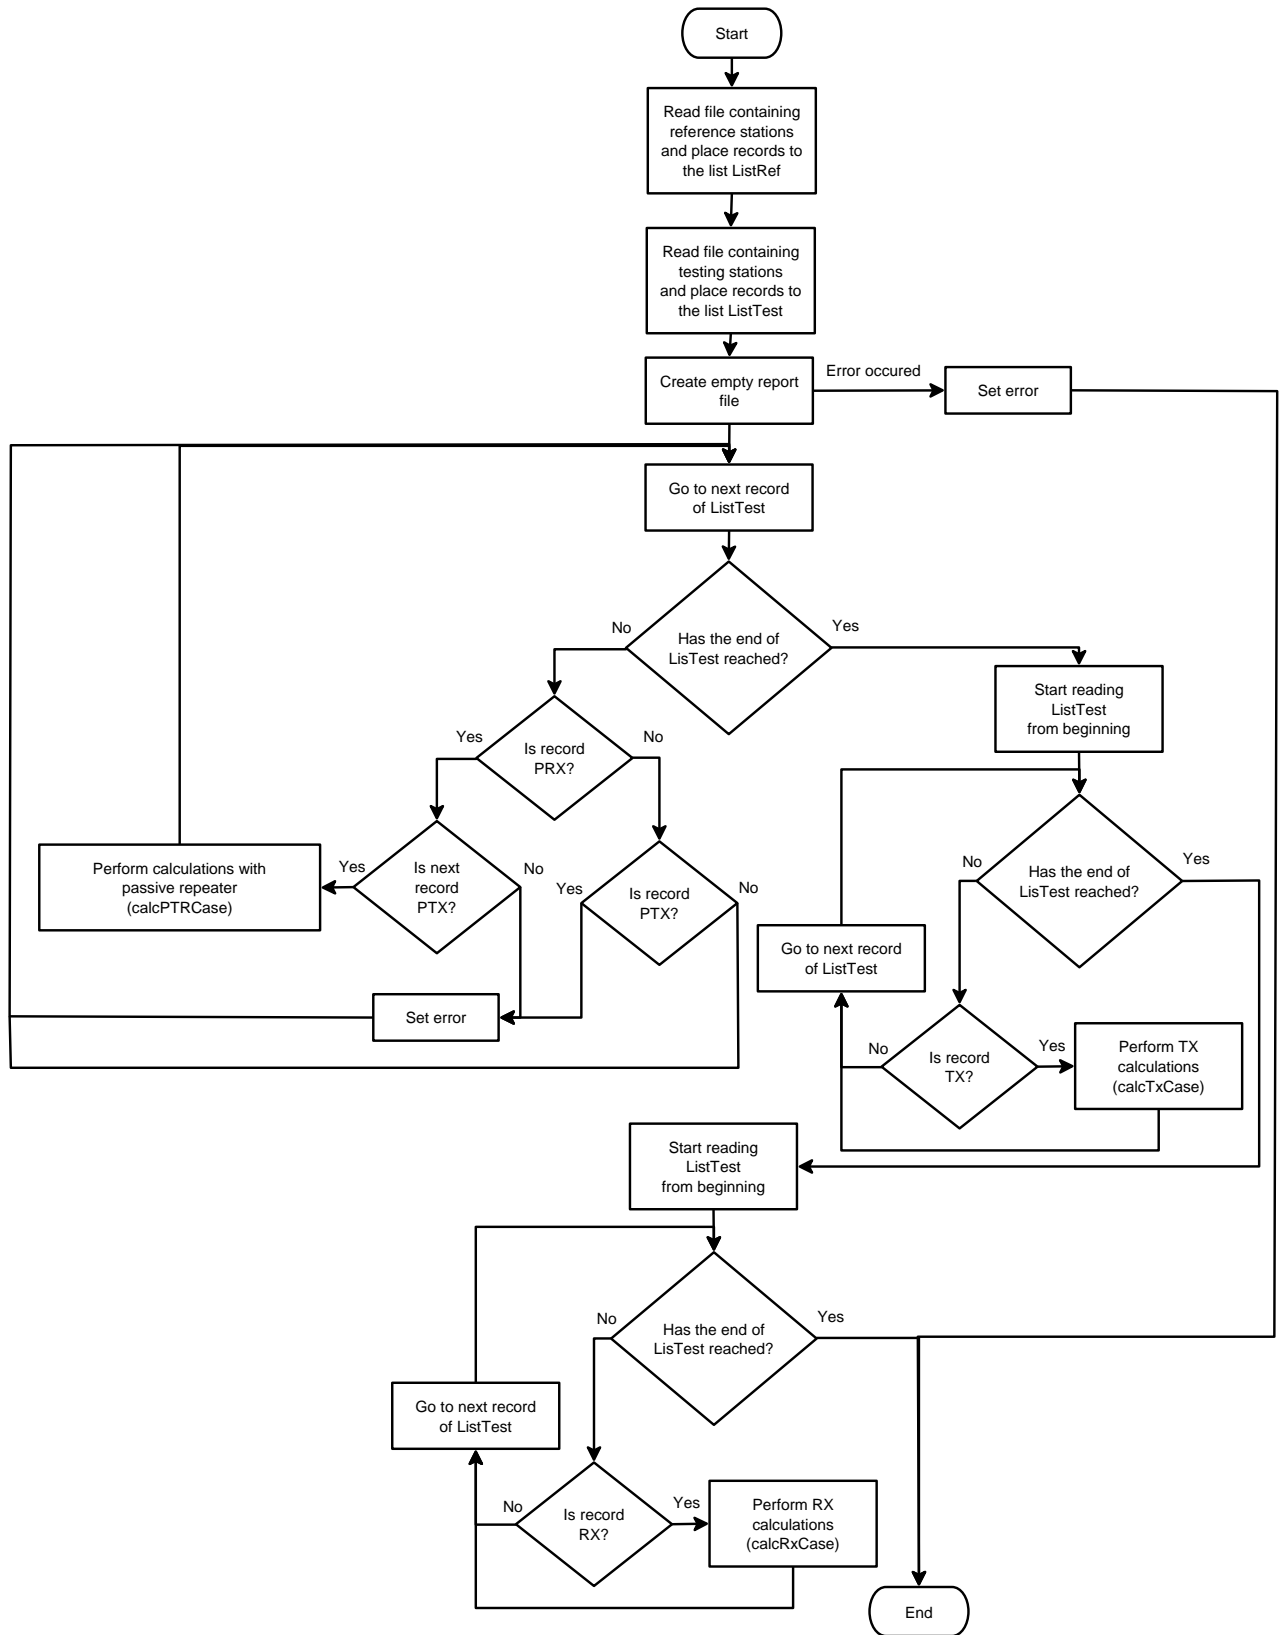 Start
Read file containing
reference stations
and place records to
the list ListRef
Read file containing
testing stations
and place records to
the list ListTest
Create empty report
file
Error occured
Set error
Go to next record
of ListTest
No
Has the end of
LisTest reached?
Yes
Start reading
ListTest
from beginning
Yes
Is record
PRX?
No
Perform calculations with
passive repeater
(calcPTRCase)
Yes
Is next
record
PTX?
No
Yes
Is record
PTX?
No
Set error
No
Has the end of
LisTest reached?
Yes
Go to next record
of ListTest
No
Is record
TX?
Yes
Perform TX
calculations
(calcTxCase)
Start reading
ListTest
from beginning
No
Has the end of
LisTest reached?
Yes
Go to next record
of ListTest
No
Is record
RX?
Yes
Perform RX
calculations
(calcRxCase)
End